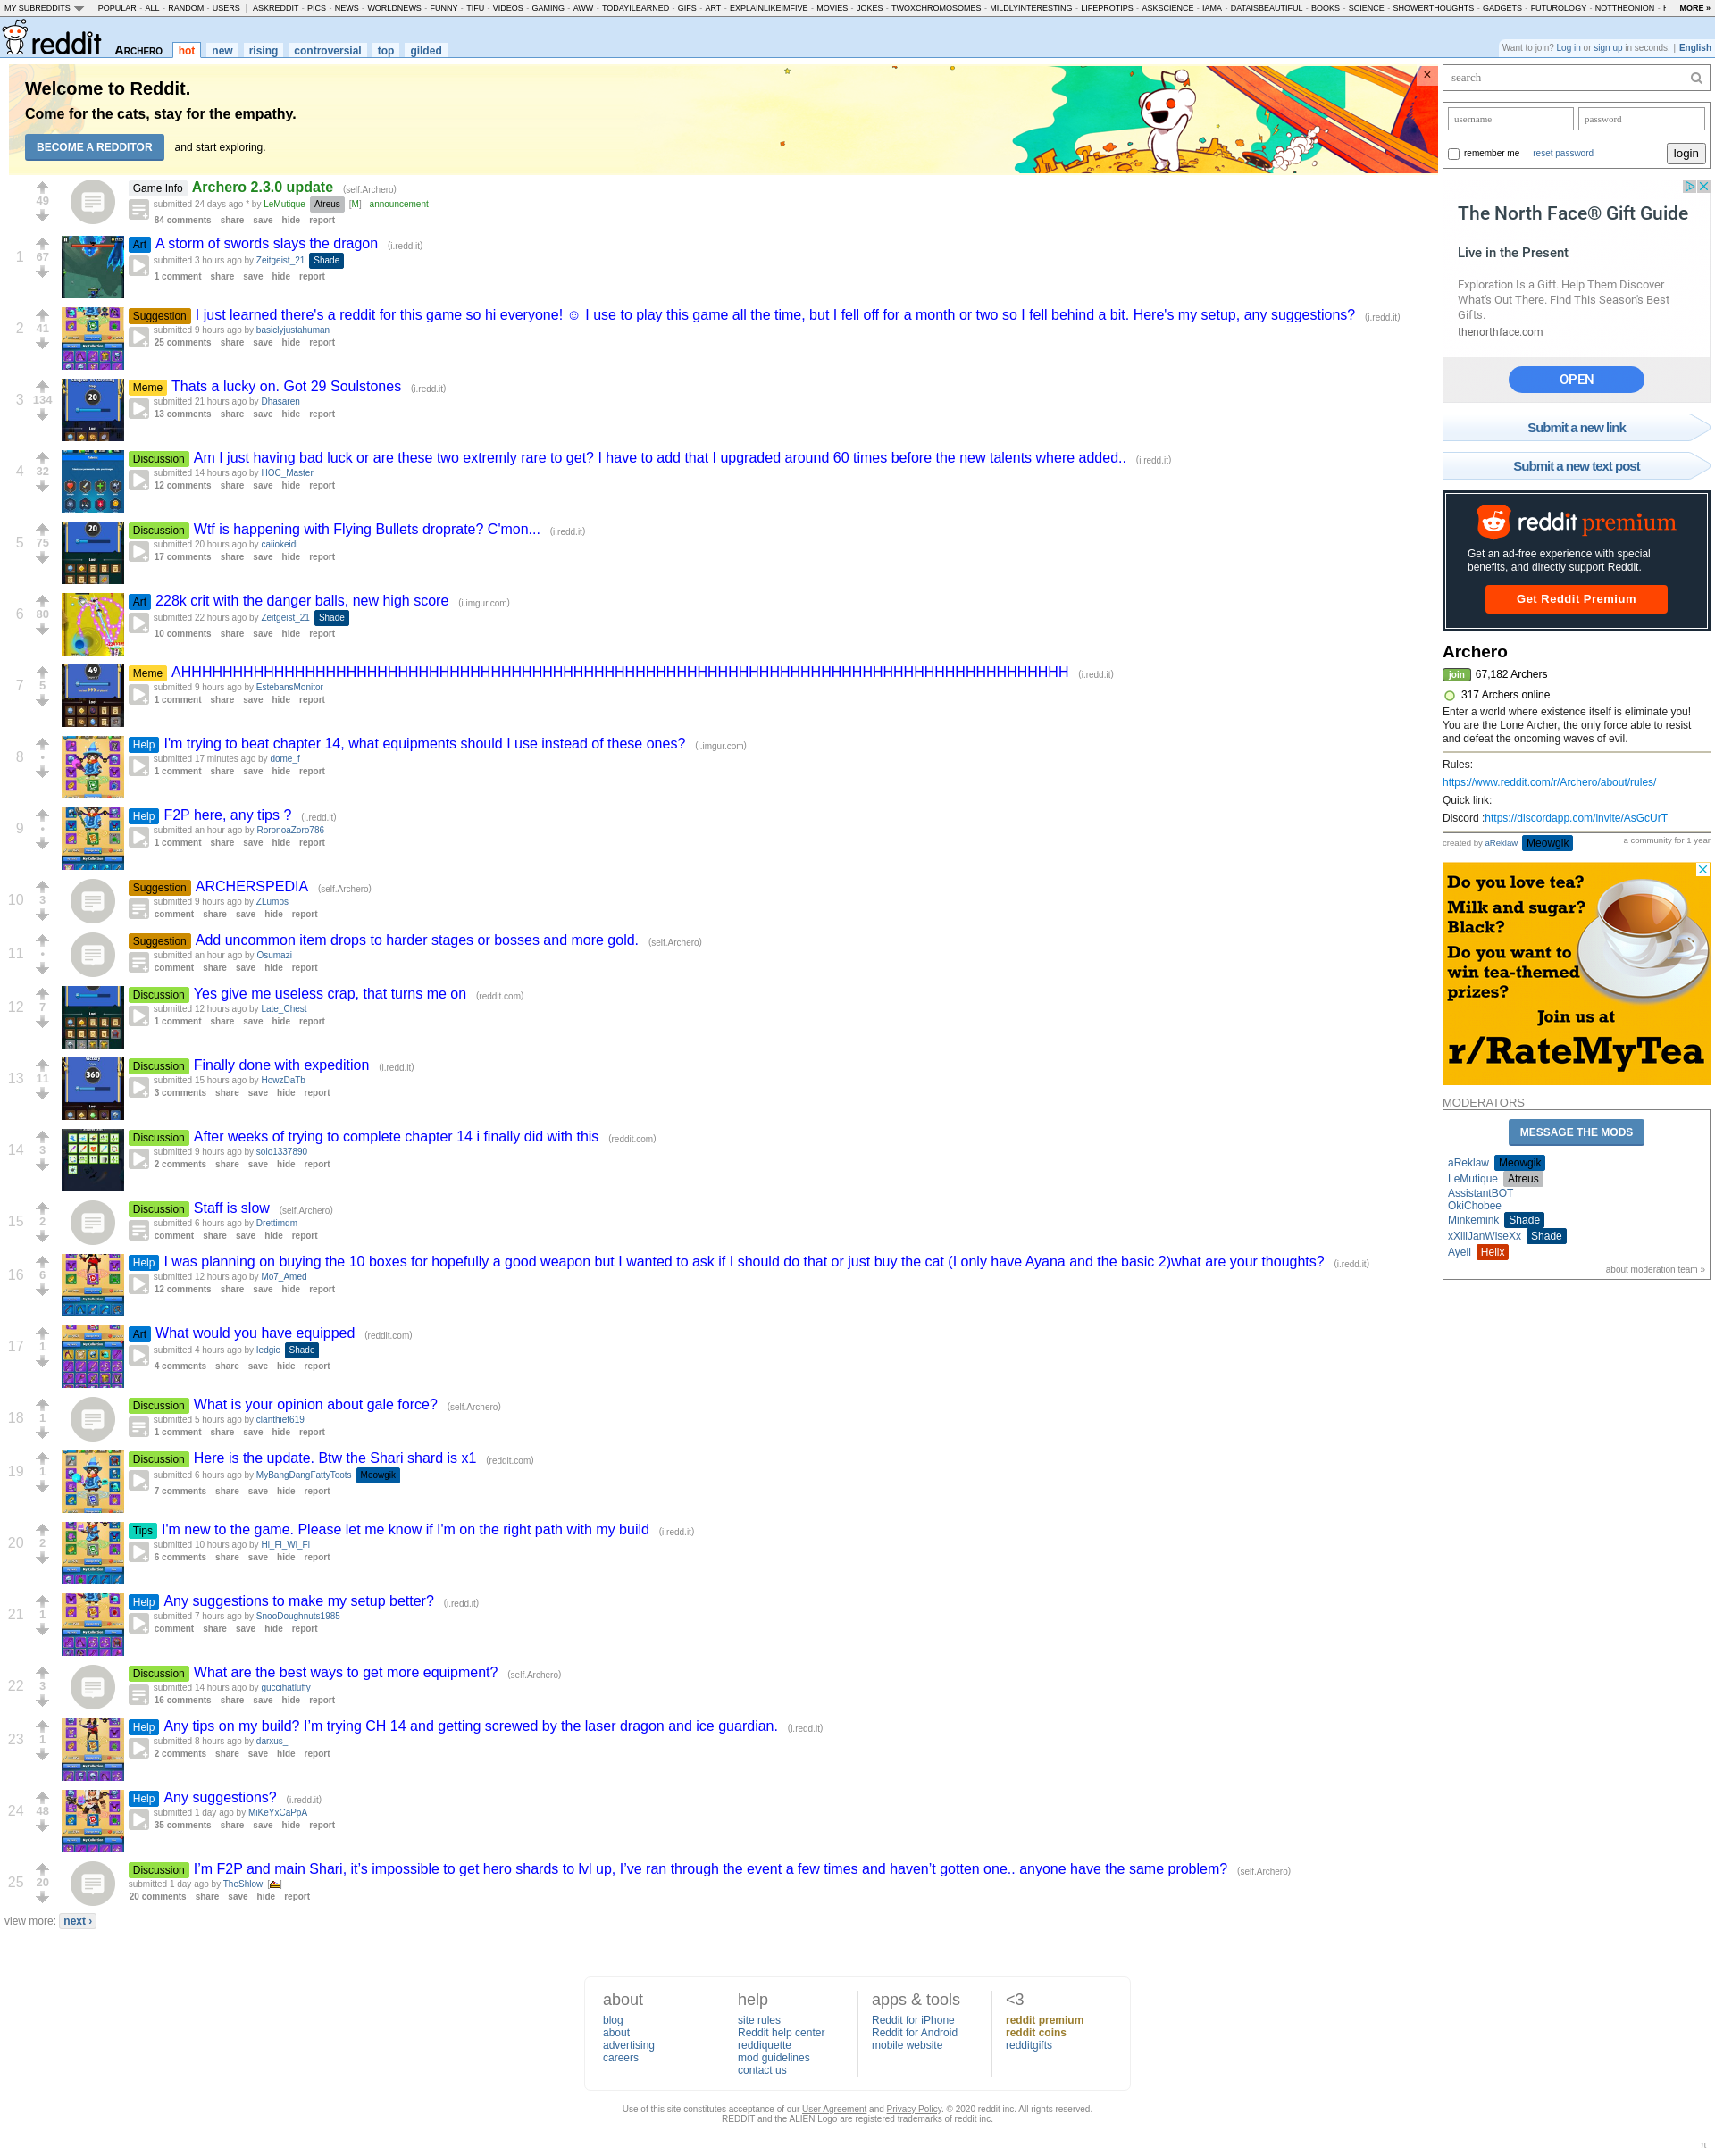 MY SUBREDDITS POPULAR - ALL - RANDOM - USERS | ASKREDDIT - PICS - NEWS - WORLDNEWS - FUNNY - TIFU - VIDEOS - GAMING - AWW - TODAYILEARNED - GIFS - ART - EXPLAINLIKEIMFIVE - MOVIES - JOKES - TWOXCHROMOSOMES - MILDLYINTERESTING - LIFEPROTIPS - ASKSCIENCE - IAMA - DATAISBEAUTIFUL - BOOKS - SCIENCE - SHOWERTHOUGHTS - GADGETS - FUTUROLOGY - NOTTHEONION - MORE »
reddit ARCHERO hot new rising controversial top gilded
Want to join? Log in or sign up in seconds. | English
Welcome to Reddit.
Come for the cats, stay for the empathy.
BECOME A REDDITOR and start exploring.
×
49
Game Info Archero 2.3.0 update (self.Archero)
submitted 24 days ago * by LeMutique Atreus [M] - announcement
84 comments share save hide report
1 67
Art A storm of swords slays the dragon (i.redd.it)
submitted 3 hours ago by Zeitgeist_21 Shade
1 comment share save hide report
2 41
Suggestion I just learned there's a reddit for this game so hi everyone! ☺ I use to play this game all the time, but I fell off for a month or two so I fell behind a bit. Here's my setup, any suggestions? (i.redd.it)
submitted 9 hours ago by basiclyjustahuman
25 comments share save hide report
3 134
Meme Thats a lucky on. Got 29 Soulstones (i.redd.it)
submitted 21 hours ago by Dhasaren
13 comments share save hide report
20
4 32
Discussion Am I just having bad luck or are these two extremly rare to get? I have to add that I upgraded around 60 times before the new talents where added.. (i.redd.it)
submitted 14 hours ago by HOC_Master
12 comments share save hide report
5 75
Discussion Wtf is happening with Flying Bullets droprate? C'mon... (i.redd.it)
submitted 20 hours ago by caiiokeidi
17 comments share save hide report
20
6 80
Art 228k crit with the danger balls, new high score (i.imgur.com)
submitted 22 hours ago by Zeitgeist_21 Shade
10 comments share save hide report
7 5
Meme AHHHHHHHHHHHHHHHHHHHHHHHHHHHHHHHHHHHHHHHHHHHHHHHHHHHHHHHHHHHHHHHHHHHHHHHHHHHHHHHHHHHHHH (i.redd.it)
submitted 9 hours ago by EstebansMonitor
1 comment share save hide report
49
8 •
Help I'm trying to beat chapter 14, what equipments should I use instead of these ones? (i.imgur.com)
submitted 17 minutes ago by dome_f
1 comment share save hide report
9 •
Help F2P here, any tips ? (i.redd.it)
submitted an hour ago by RoronoaZoro786
1 comment share save hide report
10 3
Suggestion ARCHERSPEDIA (self.Archero)
submitted 9 hours ago by ZLumos
comment share save hide report
11 •
Suggestion Add uncommon item drops to harder stages or bosses and more gold. (self.Archero)
submitted an hour ago by Osumazi
comment share save hide report
12 7
Discussion Yes give me useless crap, that turns me on (reddit.com)
submitted 12 hours ago by Late_Chest
1 comment share save hide report
13 11
Discussion Finally done with expedition (i.redd.it)
submitted 15 hours ago by HowzDaTb
3 comments share save hide report
360
14 3
Discussion After weeks of trying to complete chapter 14 i finally did with this (reddit.com)
submitted 9 hours ago by solo1337890
2 comments share save hide report
15 2
Discussion Staff is slow (self.Archero)
submitted 6 hours ago by Drettimdm
comment share save hide report
16 6
Help I was planning on buying the 10 boxes for hopefully a good weapon but I wanted to ask if I should do that or just buy the cat (I only have Ayana and the basic 2)what are your thoughts? (i.redd.it)
submitted 12 hours ago by Mo7_Amed
12 comments share save hide report
17 1
Art What would you have equipped (reddit.com)
submitted 4 hours ago by ledgic Shade
4 comments share save hide report
18 1
Discussion What is your opinion about gale force? (self.Archero)
submitted 5 hours ago by clanthief619
1 comment share save hide report
19 1
Discussion Here is the update. Btw the Shari shard is x1 (reddit.com)
submitted 6 hours ago by MyBangDangFattyToots Meowgik
7 comments share save hide report
20 2
Tips I'm new to the game. Please let me know if I'm on the right path with my build (i.redd.it)
submitted 10 hours ago by Hi_Fi_Wi_Fi
6 comments share save hide report
21 1
Help Any suggestions to make my setup better? (i.redd.it)
submitted 7 hours ago by SnooDoughnuts1985
comment share save hide report
22 3
Discussion What are the best ways to get more equipment? (self.Archero)
submitted 14 hours ago by guccihatluffy
16 comments share save hide report
23 1
Help Any tips on my build? I’m trying CH 14 and getting screwed by the laser dragon and ice guardian. (i.redd.it)
submitted 8 hours ago by darxus_
2 comments share save hide report
24 48
Help Any suggestions? (i.redd.it)
submitted 1 day ago by MiKeYxCaPpA
35 comments share save hide report
25 20
Discussion I’m F2P and main Shari, it’s impossible to get hero shards to lvl up, I’ve ran through the event a few times and haven’t gotten one.. anyone have the same problem? (self.Archero)
submitted 1 day ago by TheShlow
20 comments share save hide report
view more: next ›
search
username password
remember me reset password login
The North Face® Gift Guide
Live in the Present
Exploration Is a Gift. Help Them Discover
What's Out There. Find This Season's Best
Gifts.
thenorthface.com
OPEN
Submit a new link
Submit a new text post
reddit premium
Get an ad-free experience with special
benefits, and directly support Reddit.
Get Reddit Premium
Archero
join 67,182 Archers
317 Archers online
Enter a world where existence itself is eliminate you!
You are the Lone Archer, the only force able to resist
and defeat the oncoming waves of evil.
Rules:
https://www.reddit.com/r/Archero/about/rules/
Quick link:
Discord :https://discordapp.com/invite/AsGcUrT
created by aReklaw Meowgik a community for 1 year
Do you love tea?
Milk and sugar?
Black?
Do you want to
win tea-themed
prizes?
Join us at
r/RateMyTea
MODERATORS
MESSAGE THE MODS
aReklaw Meowgik
LeMutique Atreus
AssistantBOT
OkiChobee
Minkemink Shade
xXlilJanWiseXx Shade
Ayeil Helix
about moderation team »
about
blog
about
advertising
careers
help
site rules
Reddit help center
reddiquette
mod guidelines
contact us
apps & tools
Reddit for iPhone
Reddit for Android
mobile website
<3
reddit premium
reddit coins
redditgifts
Use of this site constitutes acceptance of our User Agreement and Privacy Policy. © 2020 reddit inc. All rights reserved.
REDDIT and the ALIEN Logo are registered trademarks of reddit inc.
π